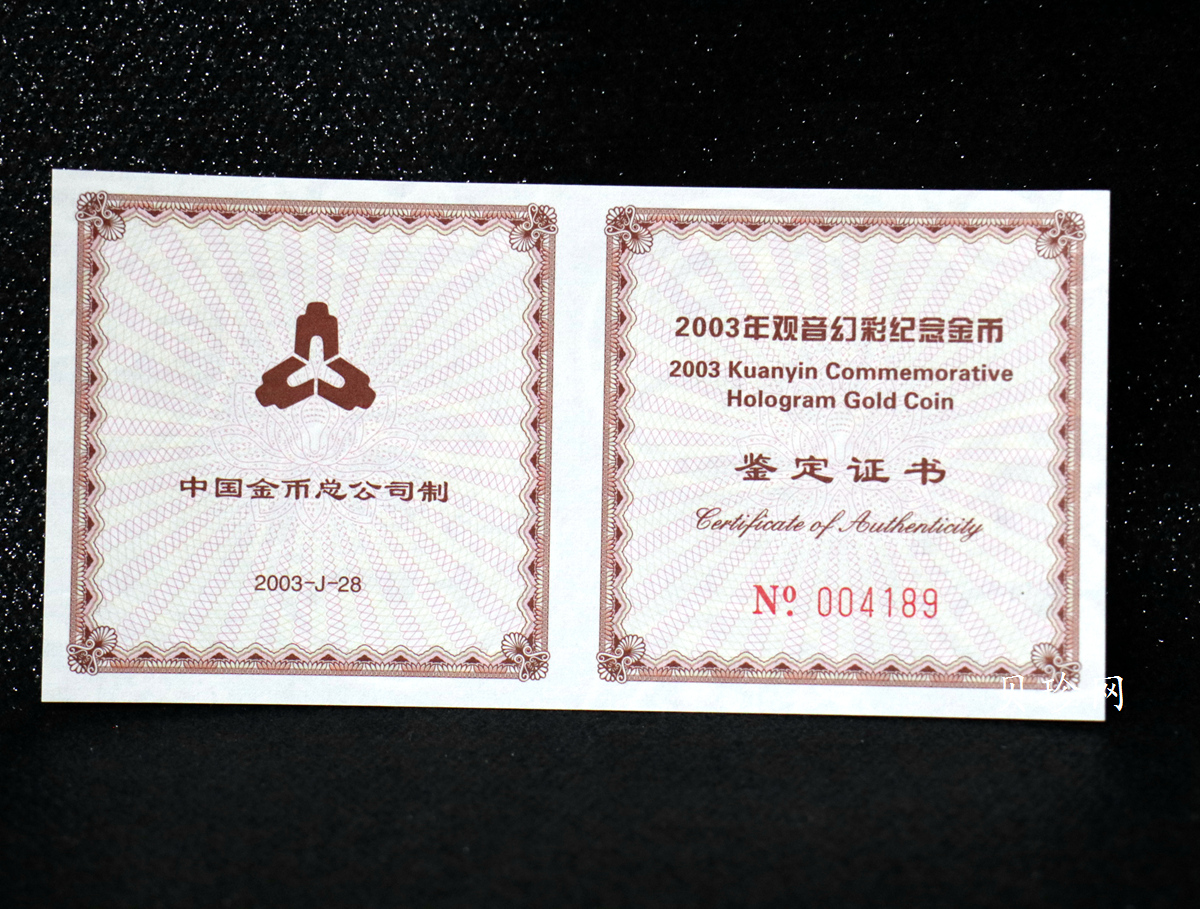 中国金币总公司制
2003-J-28
2003年观音幻彩纪念金币
2003 Kuanyin Commemorative
Hologram Gold Coin
鉴定证书
Certificate of Authenticity
Nº 004189